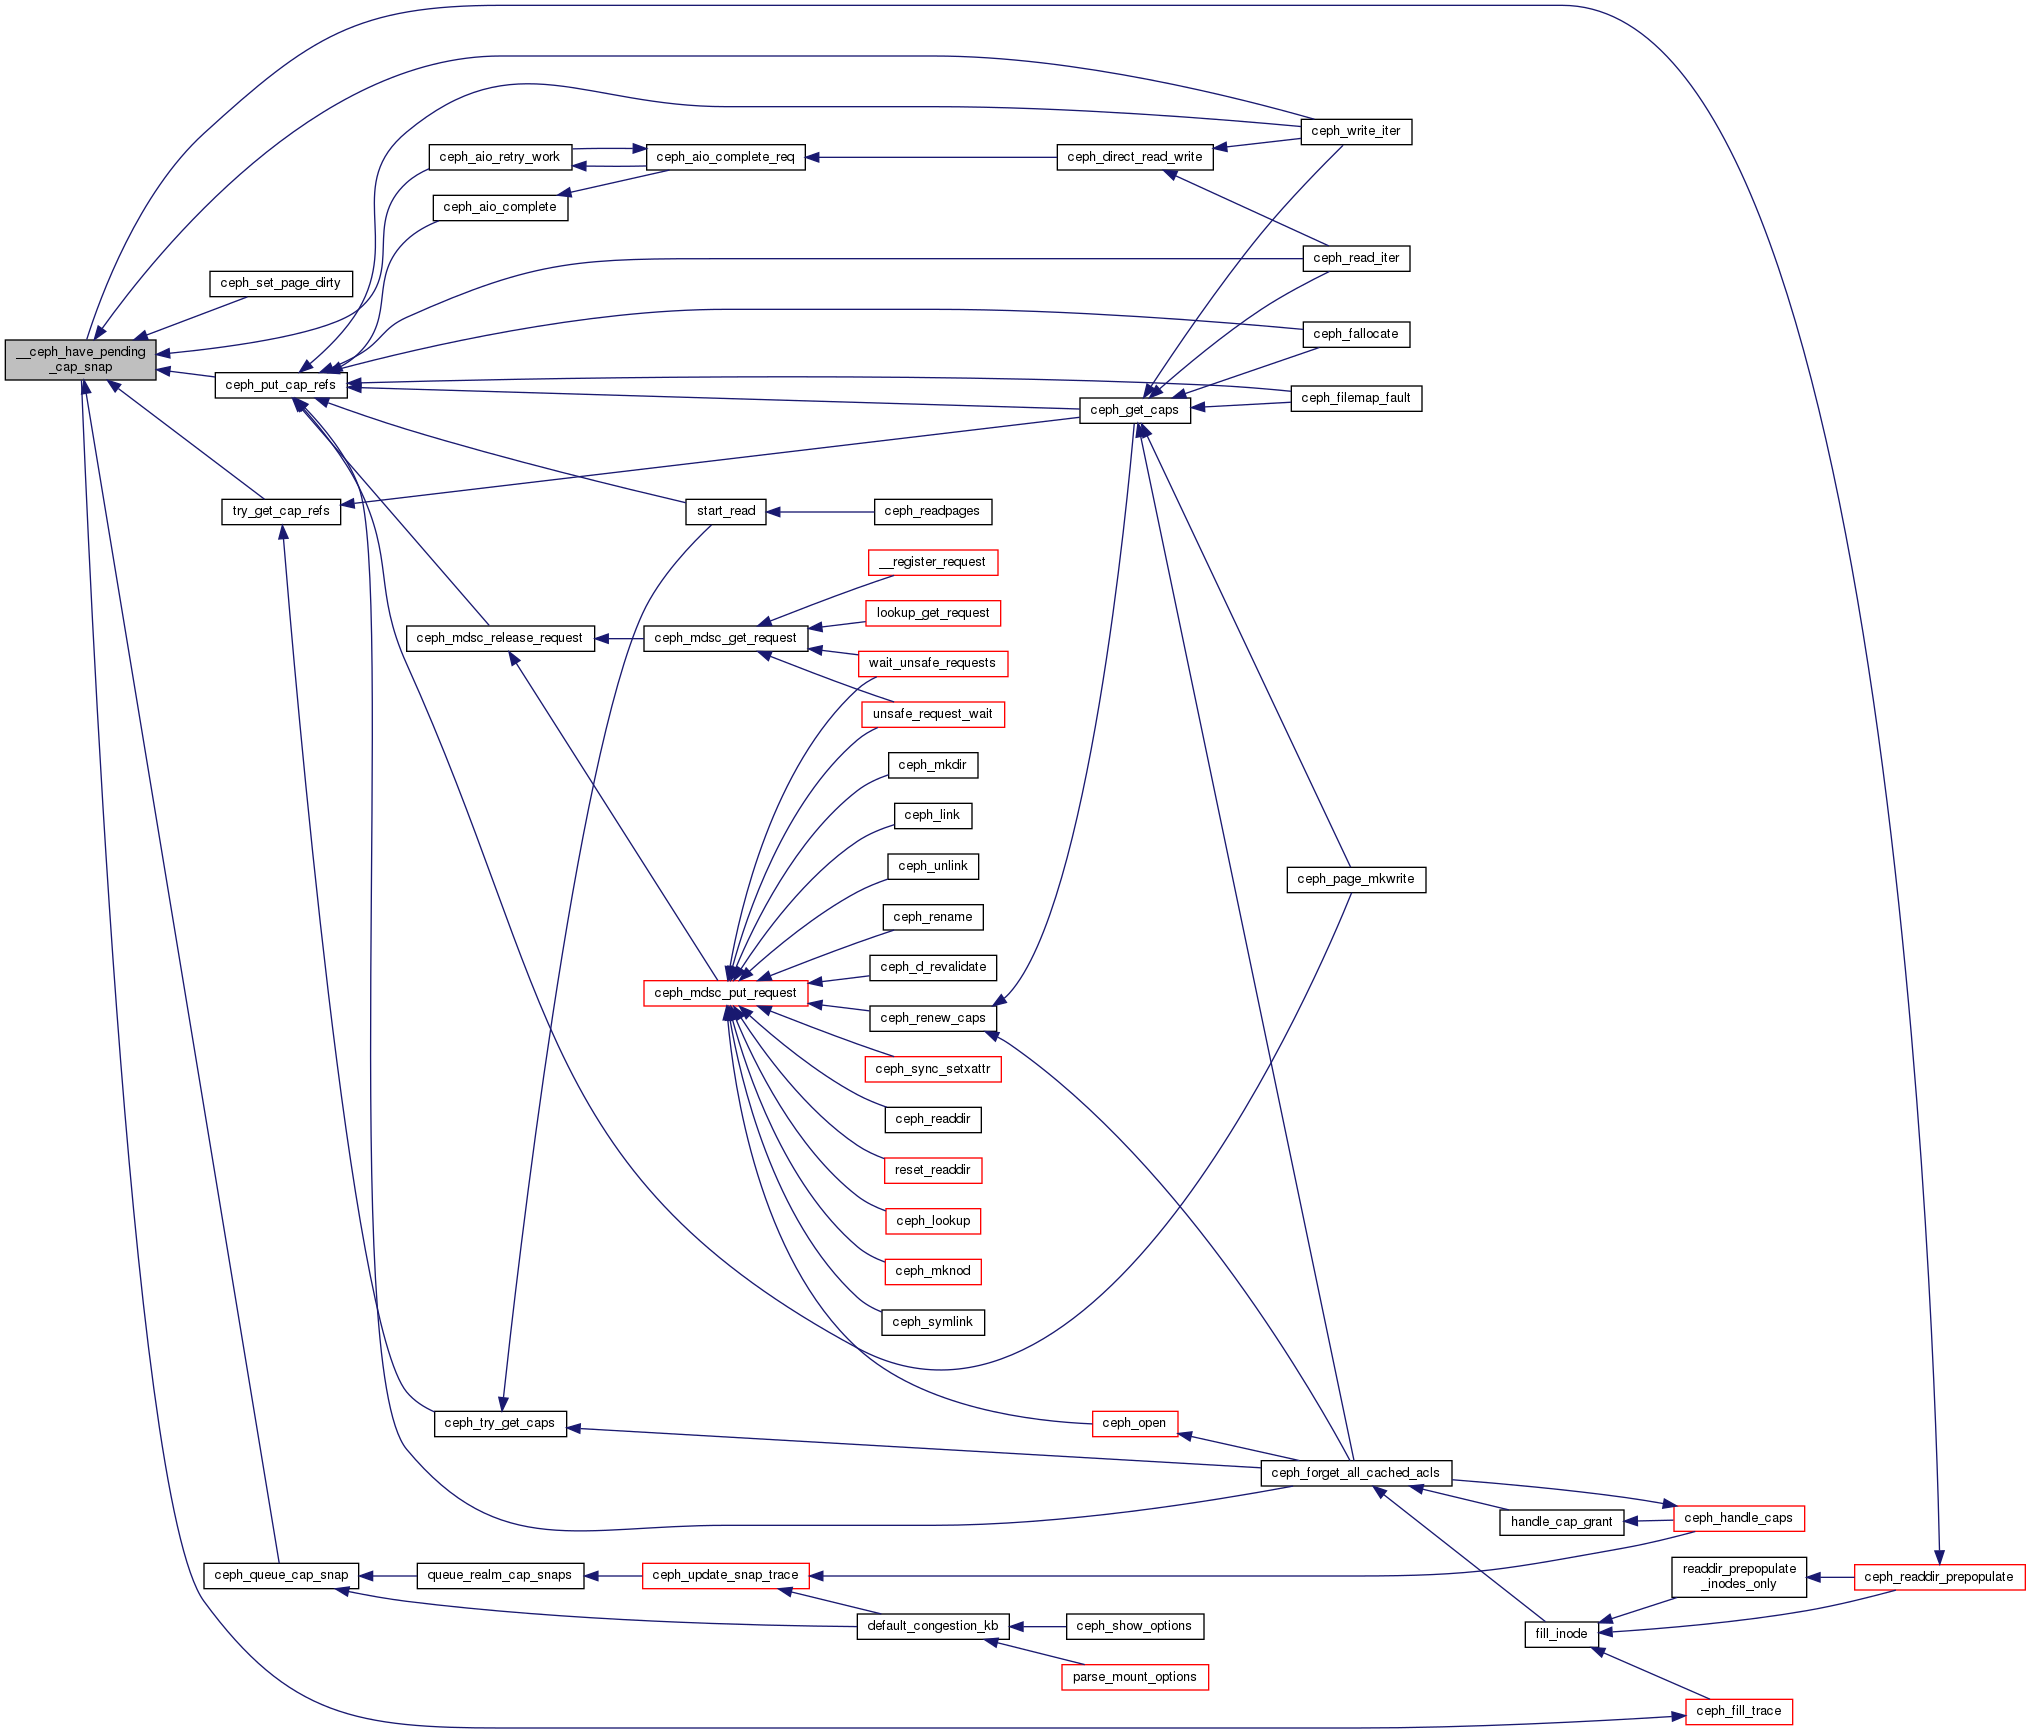 ceph_write_iter
ceph_aio_retry_work
ceph_aio_complete_req
ceph_direct_read_write
ceph_aio_complete
ceph_read_iter
ceph_set_page_dirty
ceph_fallocate
__ceph_have_pending
_cap_snap
ceph_put_cap_refs
ceph_filemap_fault
ceph_get_caps
try_get_cap_refs
start_read
ceph_readpages
__register_request
lookup_get_request
ceph_mdsc_release_request
ceph_mdsc_get_request
wait_unsafe_requests
unsafe_request_wait
ceph_mkdir
ceph_link
ceph_unlink
ceph_page_mkwrite
ceph_rename
ceph_d_revalidate
ceph_mdsc_put_request
ceph_renew_caps
ceph_sync_setxattr
ceph_readdir
reset_readdir
ceph_lookup
ceph_mknod
ceph_symlink
ceph_try_get_caps
ceph_open
ceph_forget_all_cached_acls
handle_cap_grant
ceph_handle_caps
ceph_queue_cap_snap
queue_realm_cap_snaps
ceph_update_snap_trace
readdir_prepopulate
_inodes_only
ceph_readdir_prepopulate
default_congestion_kb
ceph_show_options
fill_inode
parse_mount_options
ceph_fill_trace